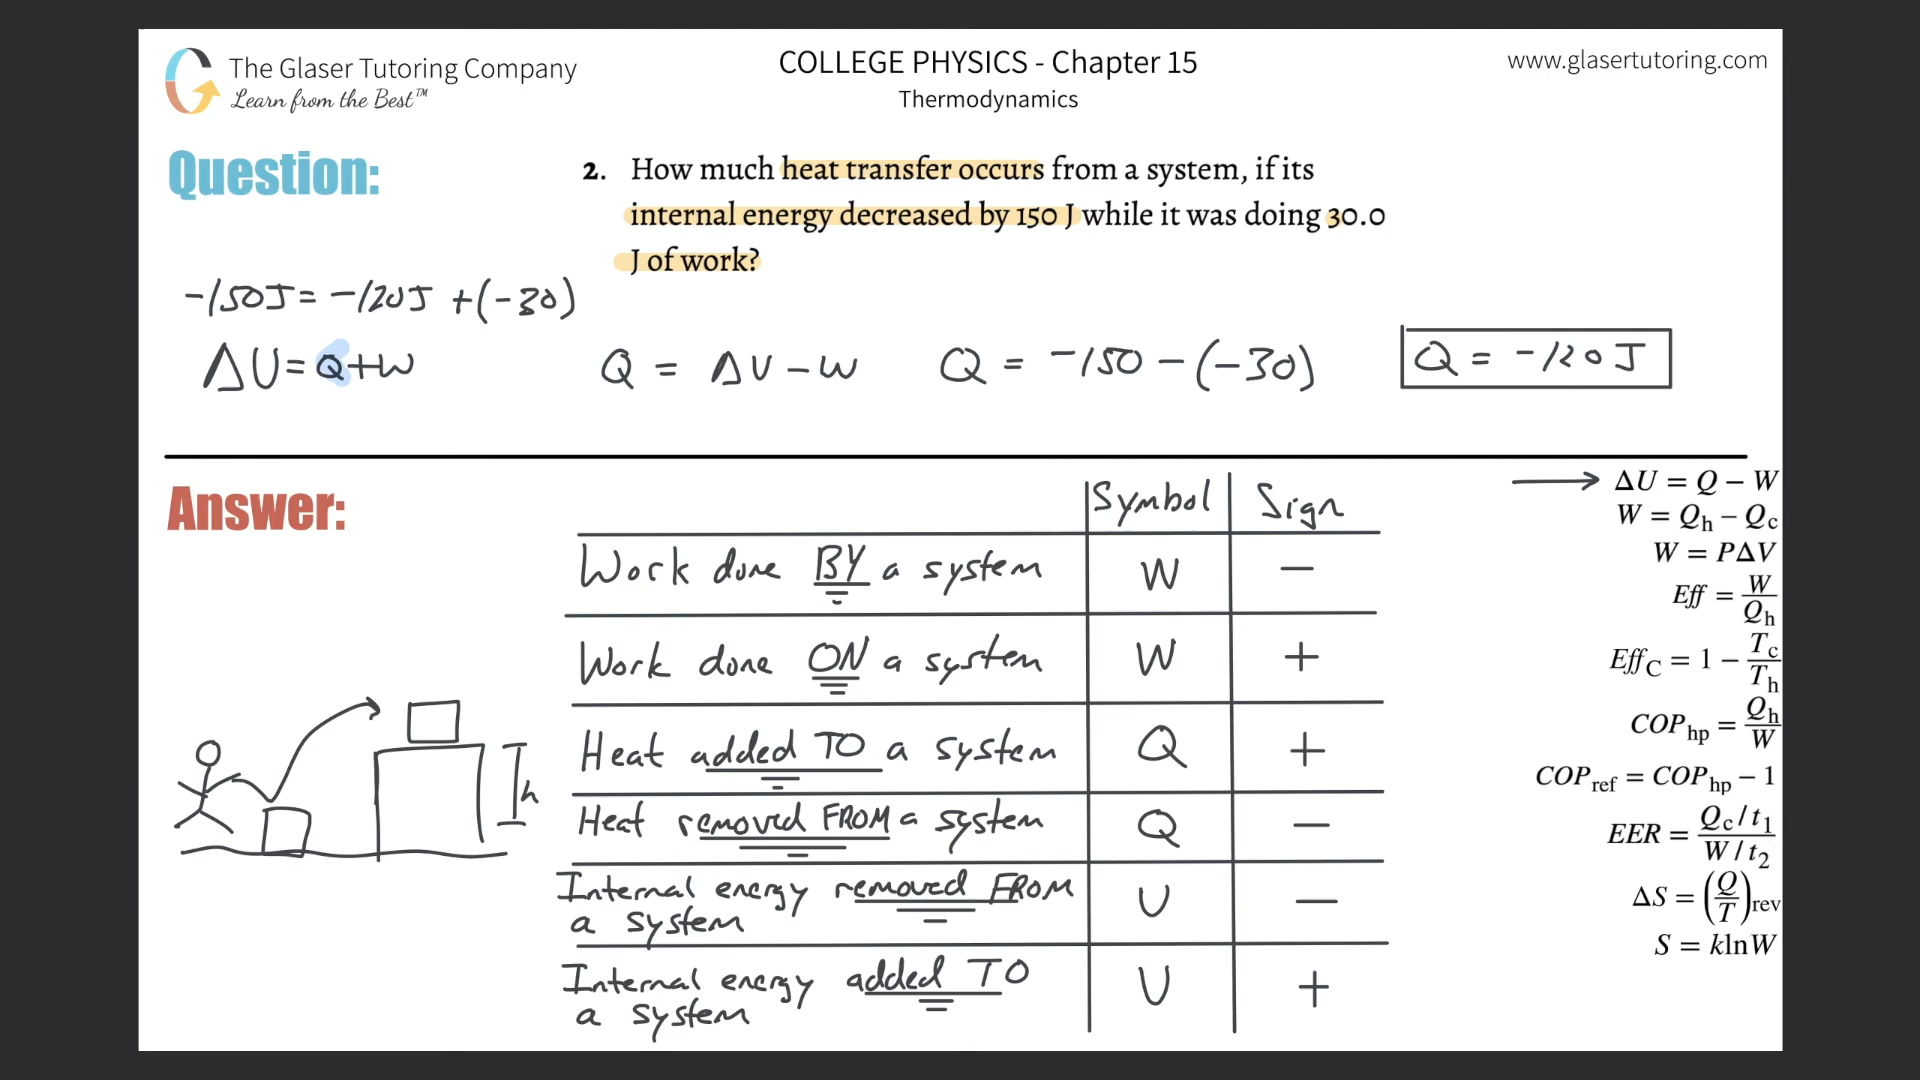 The Glaser Tutoring Company
Learn from the Best™
COLLEGE PHYSICS - Chapter 15
Thermodynamics
www.glasertutoring.com
Question:
2. How much heat transfer occurs from a system, if its
internal energy decreased by 150 J while it was doing 30.0
J of work?
-150J = -120J + (-30)
ΔU = Q+W
Q = ΔU - W
Q = -150 - (-30)
Q = -120 J
Answer:
Symbol Sign
Work done BY a system W -
Work done ON a system W +
Heat added TO a system Q +
Heat removed FROM a system Q -
Internal energy removed FROM
a system U -
Internal energy added TO
a system U +
h
ΔU = Q − W
W = Qh − Qc
W = PΔV
Eff = W/Qh
EffC = 1 − Tc/Th
COPhp = Qh/W
COPref = COPhp − 1
EER = (Qc/t1)/(W/t2)
ΔS = (Q/T)rev
S = klnW